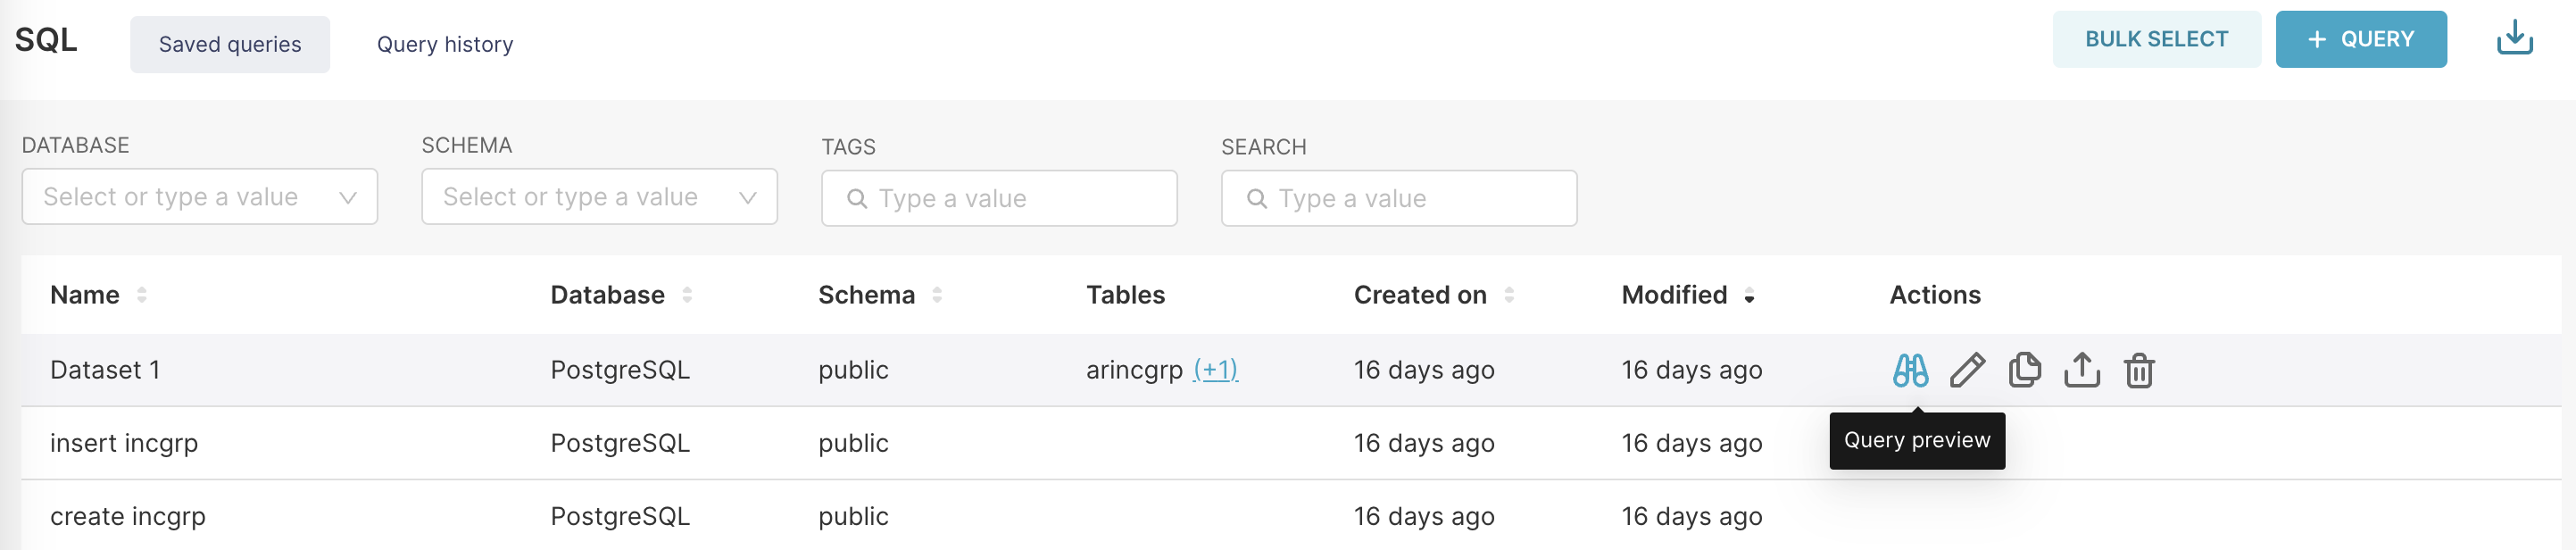 SQL Saved queries Query history BULK SELECT + QUERY
DATABASE SCHEMA TAGS SEARCH
Select or type a value Select or type a value Type a value Type a value
Name Database Schema Tables Created on Modified Actions
Dataset 1 PostgreSQL public arincgrp (+1) 16 days ago 16 days ago
Query preview
insert incgrp PostgreSQL public 16 days ago 16 days ago
create incgrp PostgreSQL public 16 days ago 16 days ago